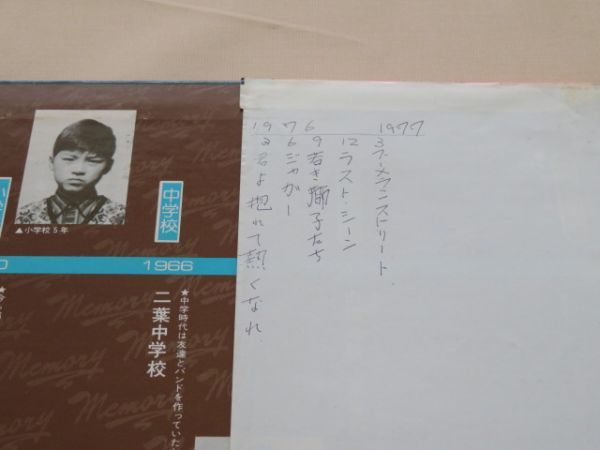 ▲小学校5年
中学校
1966
二葉中学校
★中学時代は友達とバンドを作ってい
Memory
1976
3 君よ抱かれて熱くなれ
6 ジャガー
9 若き獅子たち
12 ラスト・シーン
1977
3 ブーメランストリート